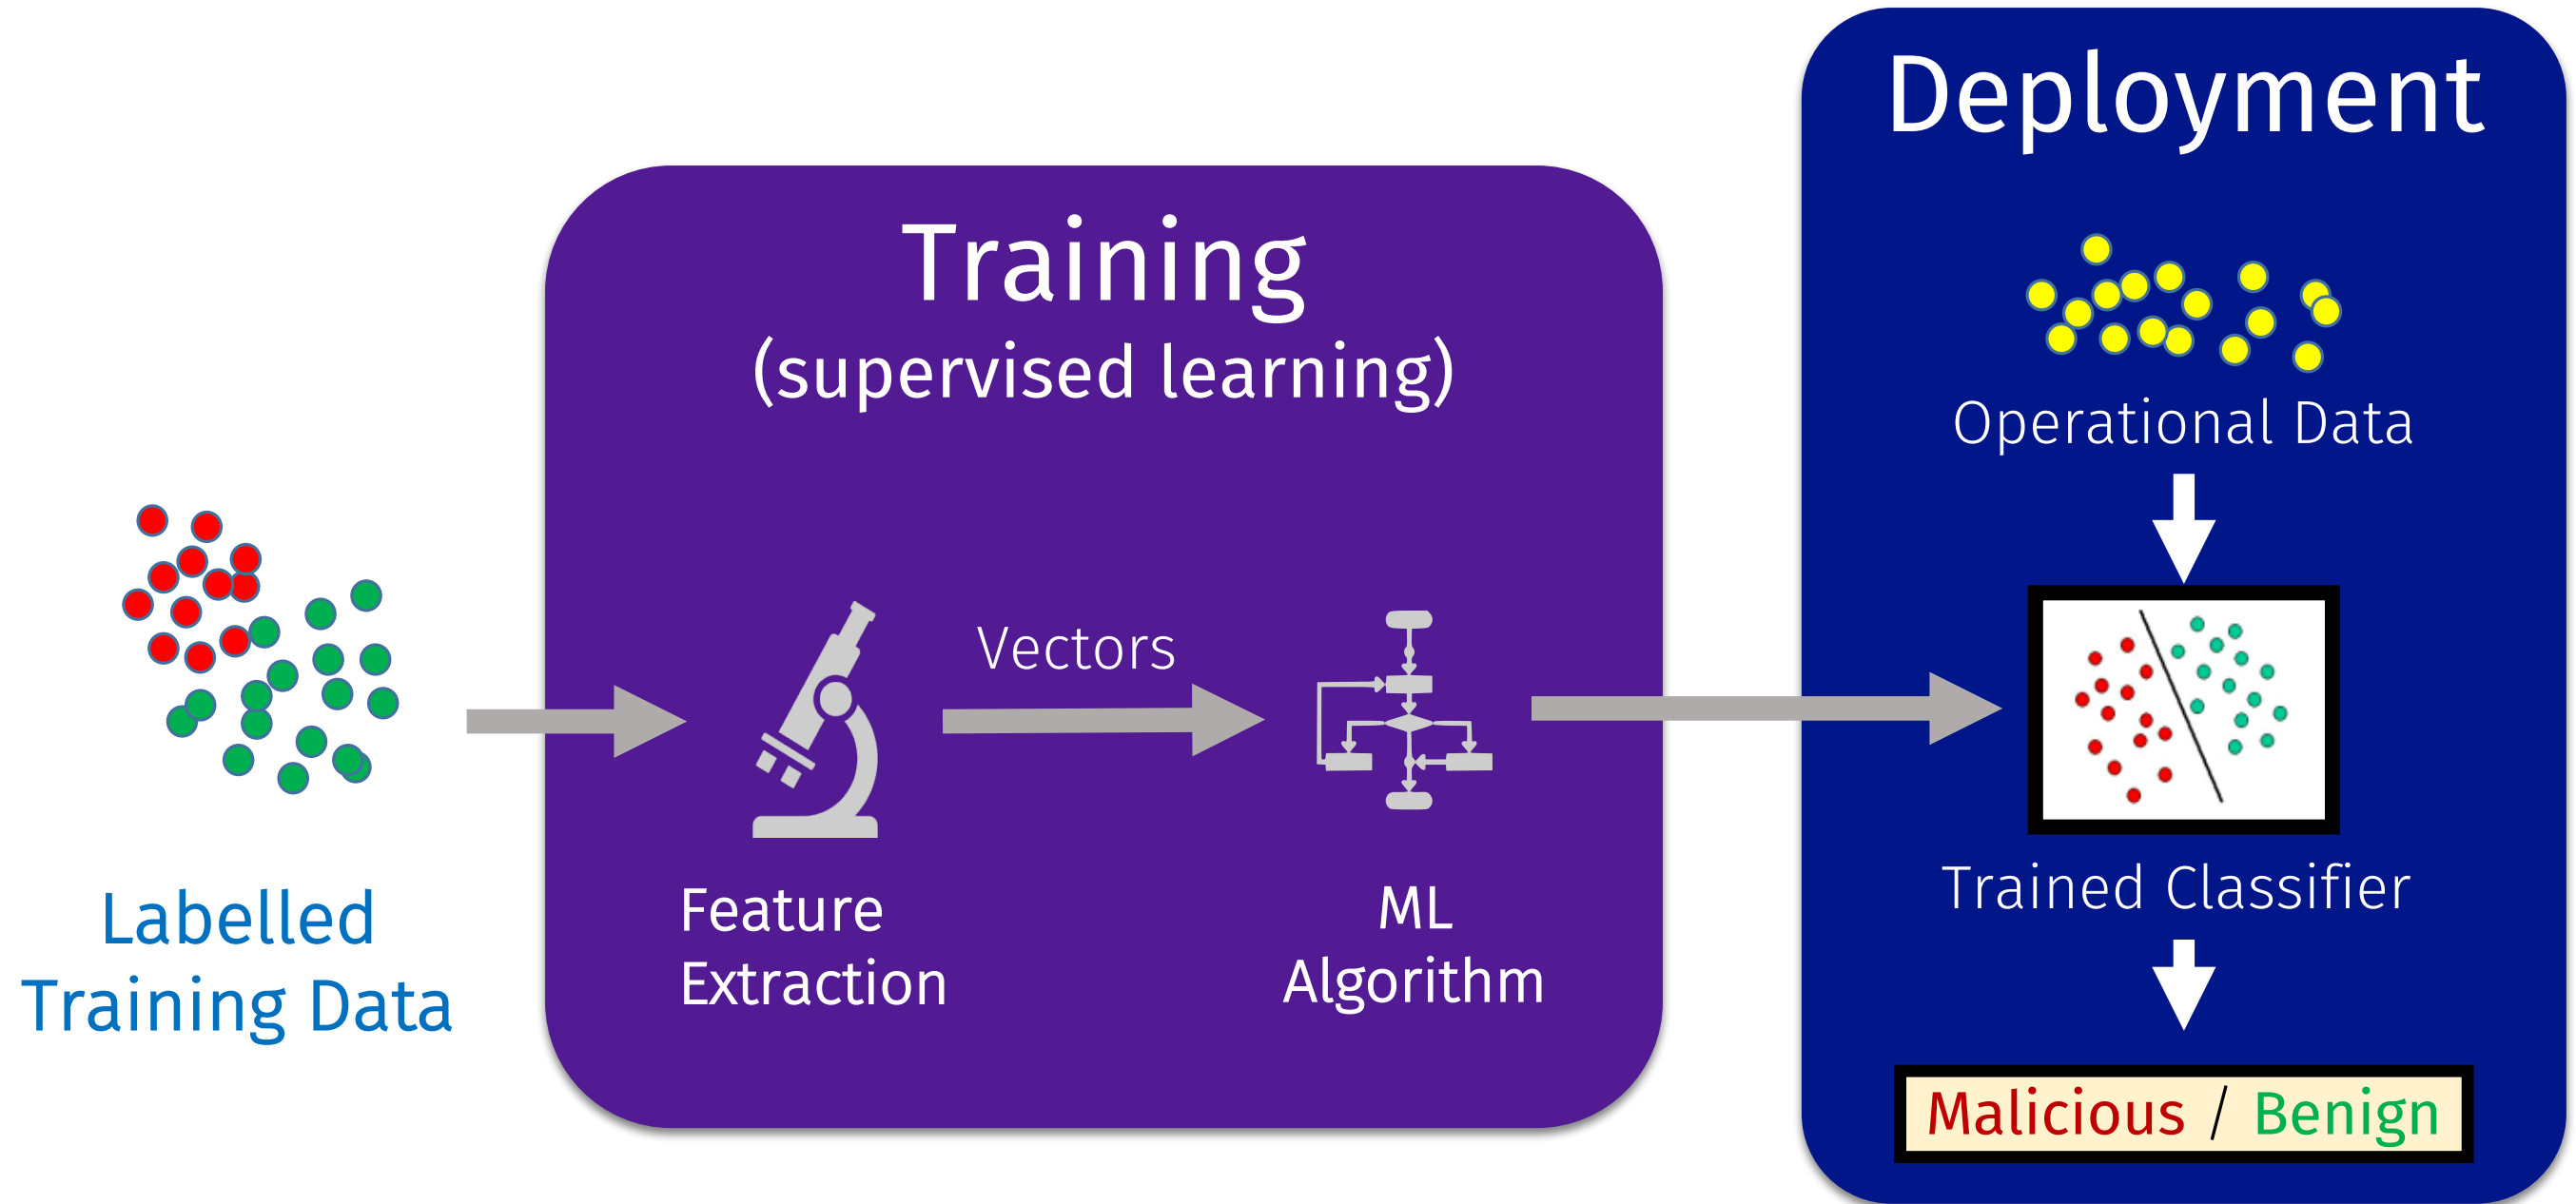 Deployment
Training
(supervised learning)
Operational Data
Vectors
Trained Classifier
Labelled
Training Data
Feature
Extraction
ML
Algorithm
Malicious / Benign